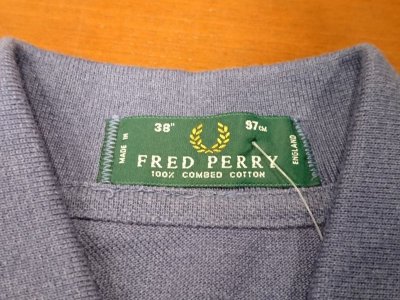 MADE IN
38" 97CM
FRED PERRY
100% COMBED COTTON
ENGLAND